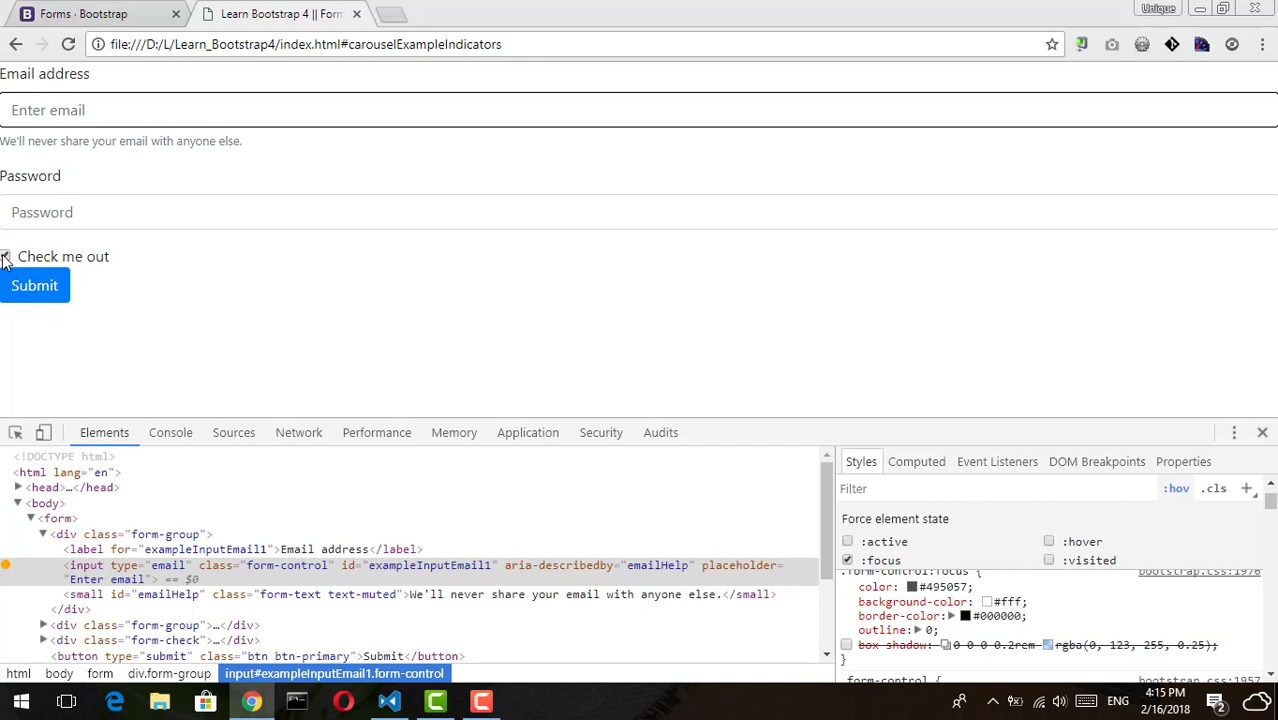 Forms · Bootstrap
Learn Bootstrap 4 || Form
Unique
file:///D:/L/Learn_Bootstrap4/index.html#carouselExampleIndicators
Email address
Enter email
We'll never share your email with anyone else.
Password
Password
Check me out
Submit
Elements Console Sources Network Performance Memory Application Security Audits
<!DOCTYPE html>
<html lang="en">
<head>…</head>
<body>
<form>
<div class="form-group">
<label for="exampleInputEmail1">Email address</label>
<input type="email" class="form-control" id="exampleInputEmail1" aria-describedby="emailHelp" placeholder=
"Enter email"> == $0
<small id="emailHelp" class="form-text text-muted">We'll never share your email with anyone else.</small>
</div>
<div class="form-group">…</div>
<div class="form-check">…</div>
<button type="submit" class="btn btn-primary">Submit</button>
html body form div.form-group input#exampleInputEmail1.form-control
Styles Computed Event Listeners DOM Breakpoints Properties
Filter :hov .cls +
Force element state
:active :hover
:focus :visited
.form-control:focus { bootstrap.css:1976
color: #495057;
background-color: #fff;
border-color: #000000;
outline: 0;
box-shadow: 0 0 0 0.2rem rgba(0, 123, 255, 0.25);
}
.form-control { bootstrap.css:1957
ENG
4:15 PM
2/16/2018
2